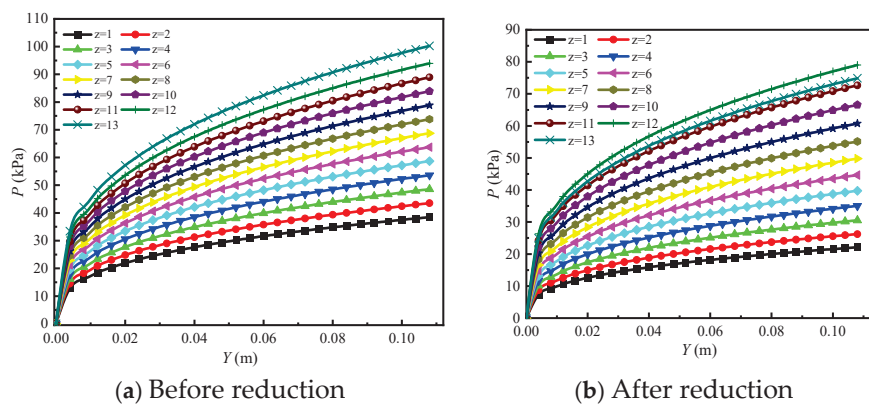 110
100
90
80
70
60
50
40
30
20
10
0
P (kPa)
z=1 z=2
z=3 z=4
z=5 z=6
z=7 z=8
z=9 z=10
z=11 z=12
z=13
0.00 0.02 0.04 0.06 0.08 0.10
Y (m)
(a) Before reduction
90
80
70
60
50
40
30
20
10
0
P (kPa)
z=1 z=2
z=3 z=4
z=5 z=6
z=7 z=8
z=9 z=10
z=11 z=12
z=13
0.00 0.02 0.04 0.06 0.08 0.10
Y (m)
(b) After reduction